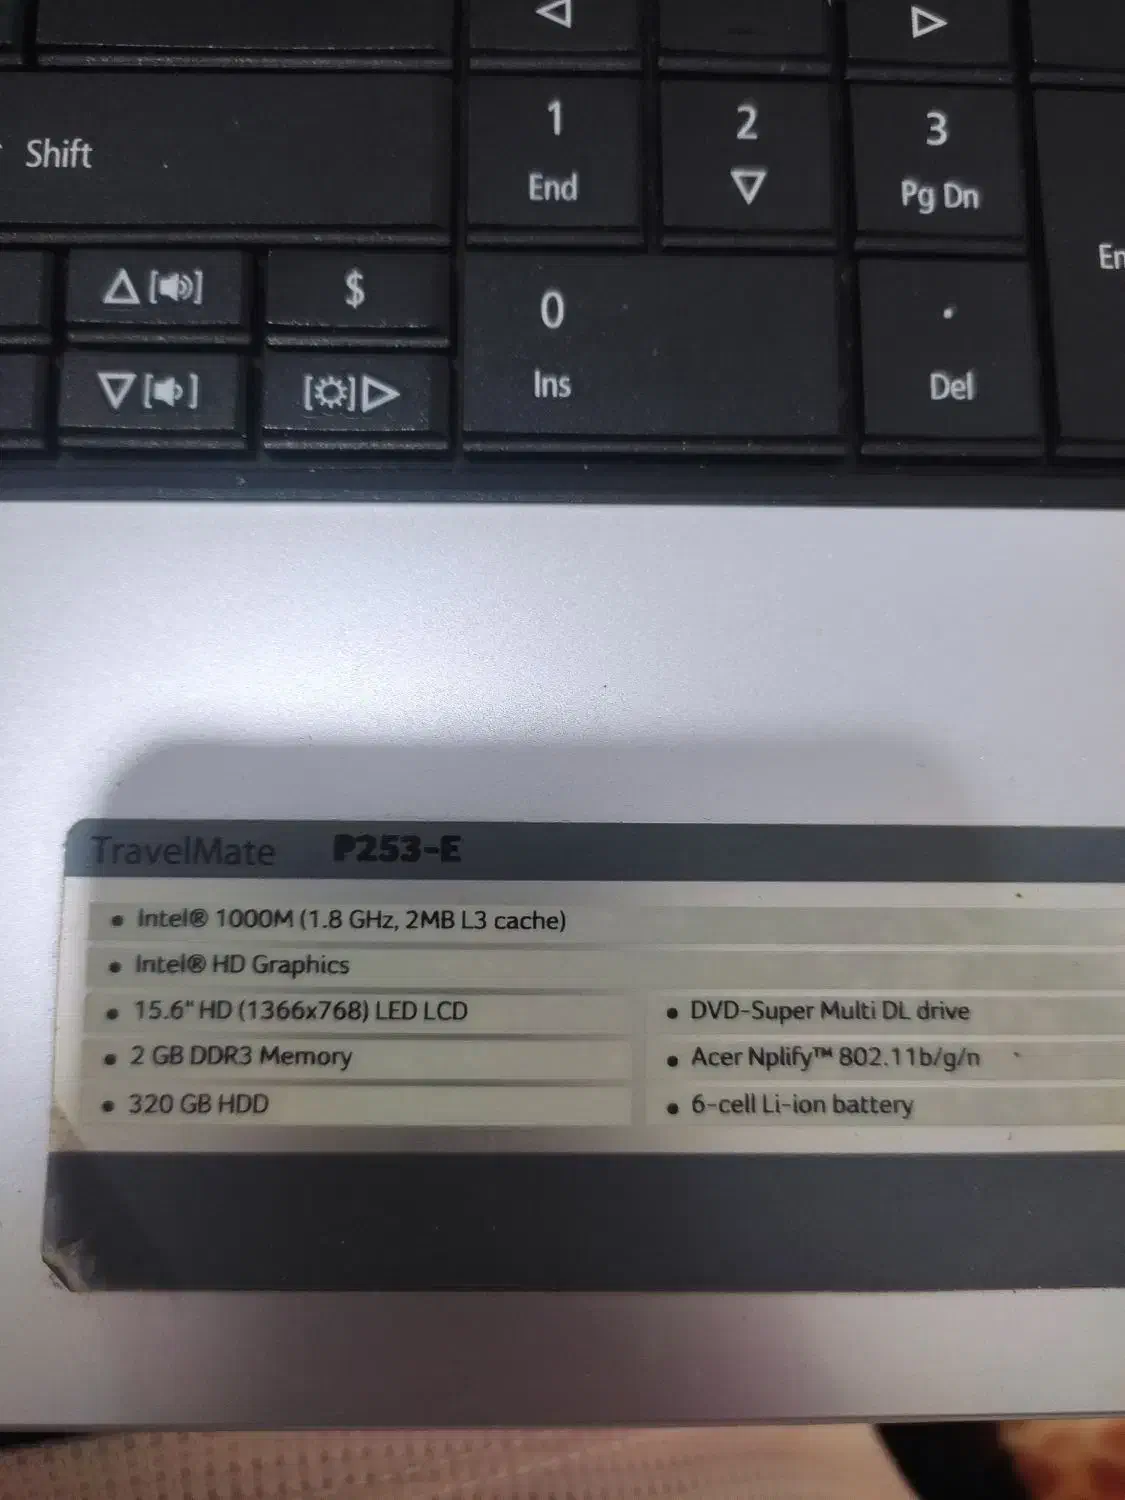 1
2
3
Shift
End
Pg Dn
$
0
.
Ins
Del
TravelMate P253-E
• Intel® 1000M (1.8 GHz, 2MB L3 cache)
• Intel® HD Graphics
• 15.6" HD (1366x768) LED LCD
• DVD-Super Multi DL drive
• 2 GB DDR3 Memory
• Acer Nplify™ 802.11b/g/n
• 320 GB HDD
• 6-cell Li-ion battery